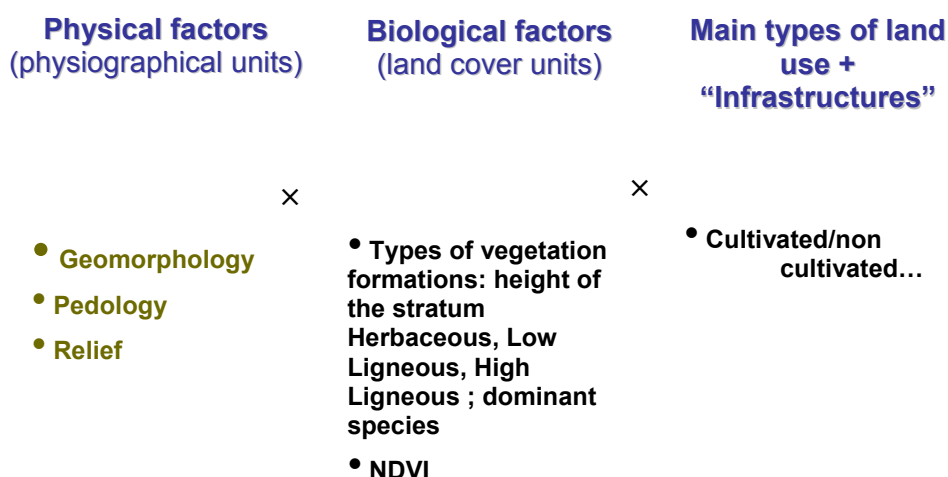 Physical factors
(physiographical units)
Biological factors
(land cover units)
Main types of land
use +
“Infrastructures”
×
×
• Geomorphology
• Pedology
• Relief
• Types of vegetation
formations: height of
the stratum
Herbaceous, Low
Ligneous, High
Ligneous ; dominant
species
• NDVI
• Cultivated/non
cultivated…